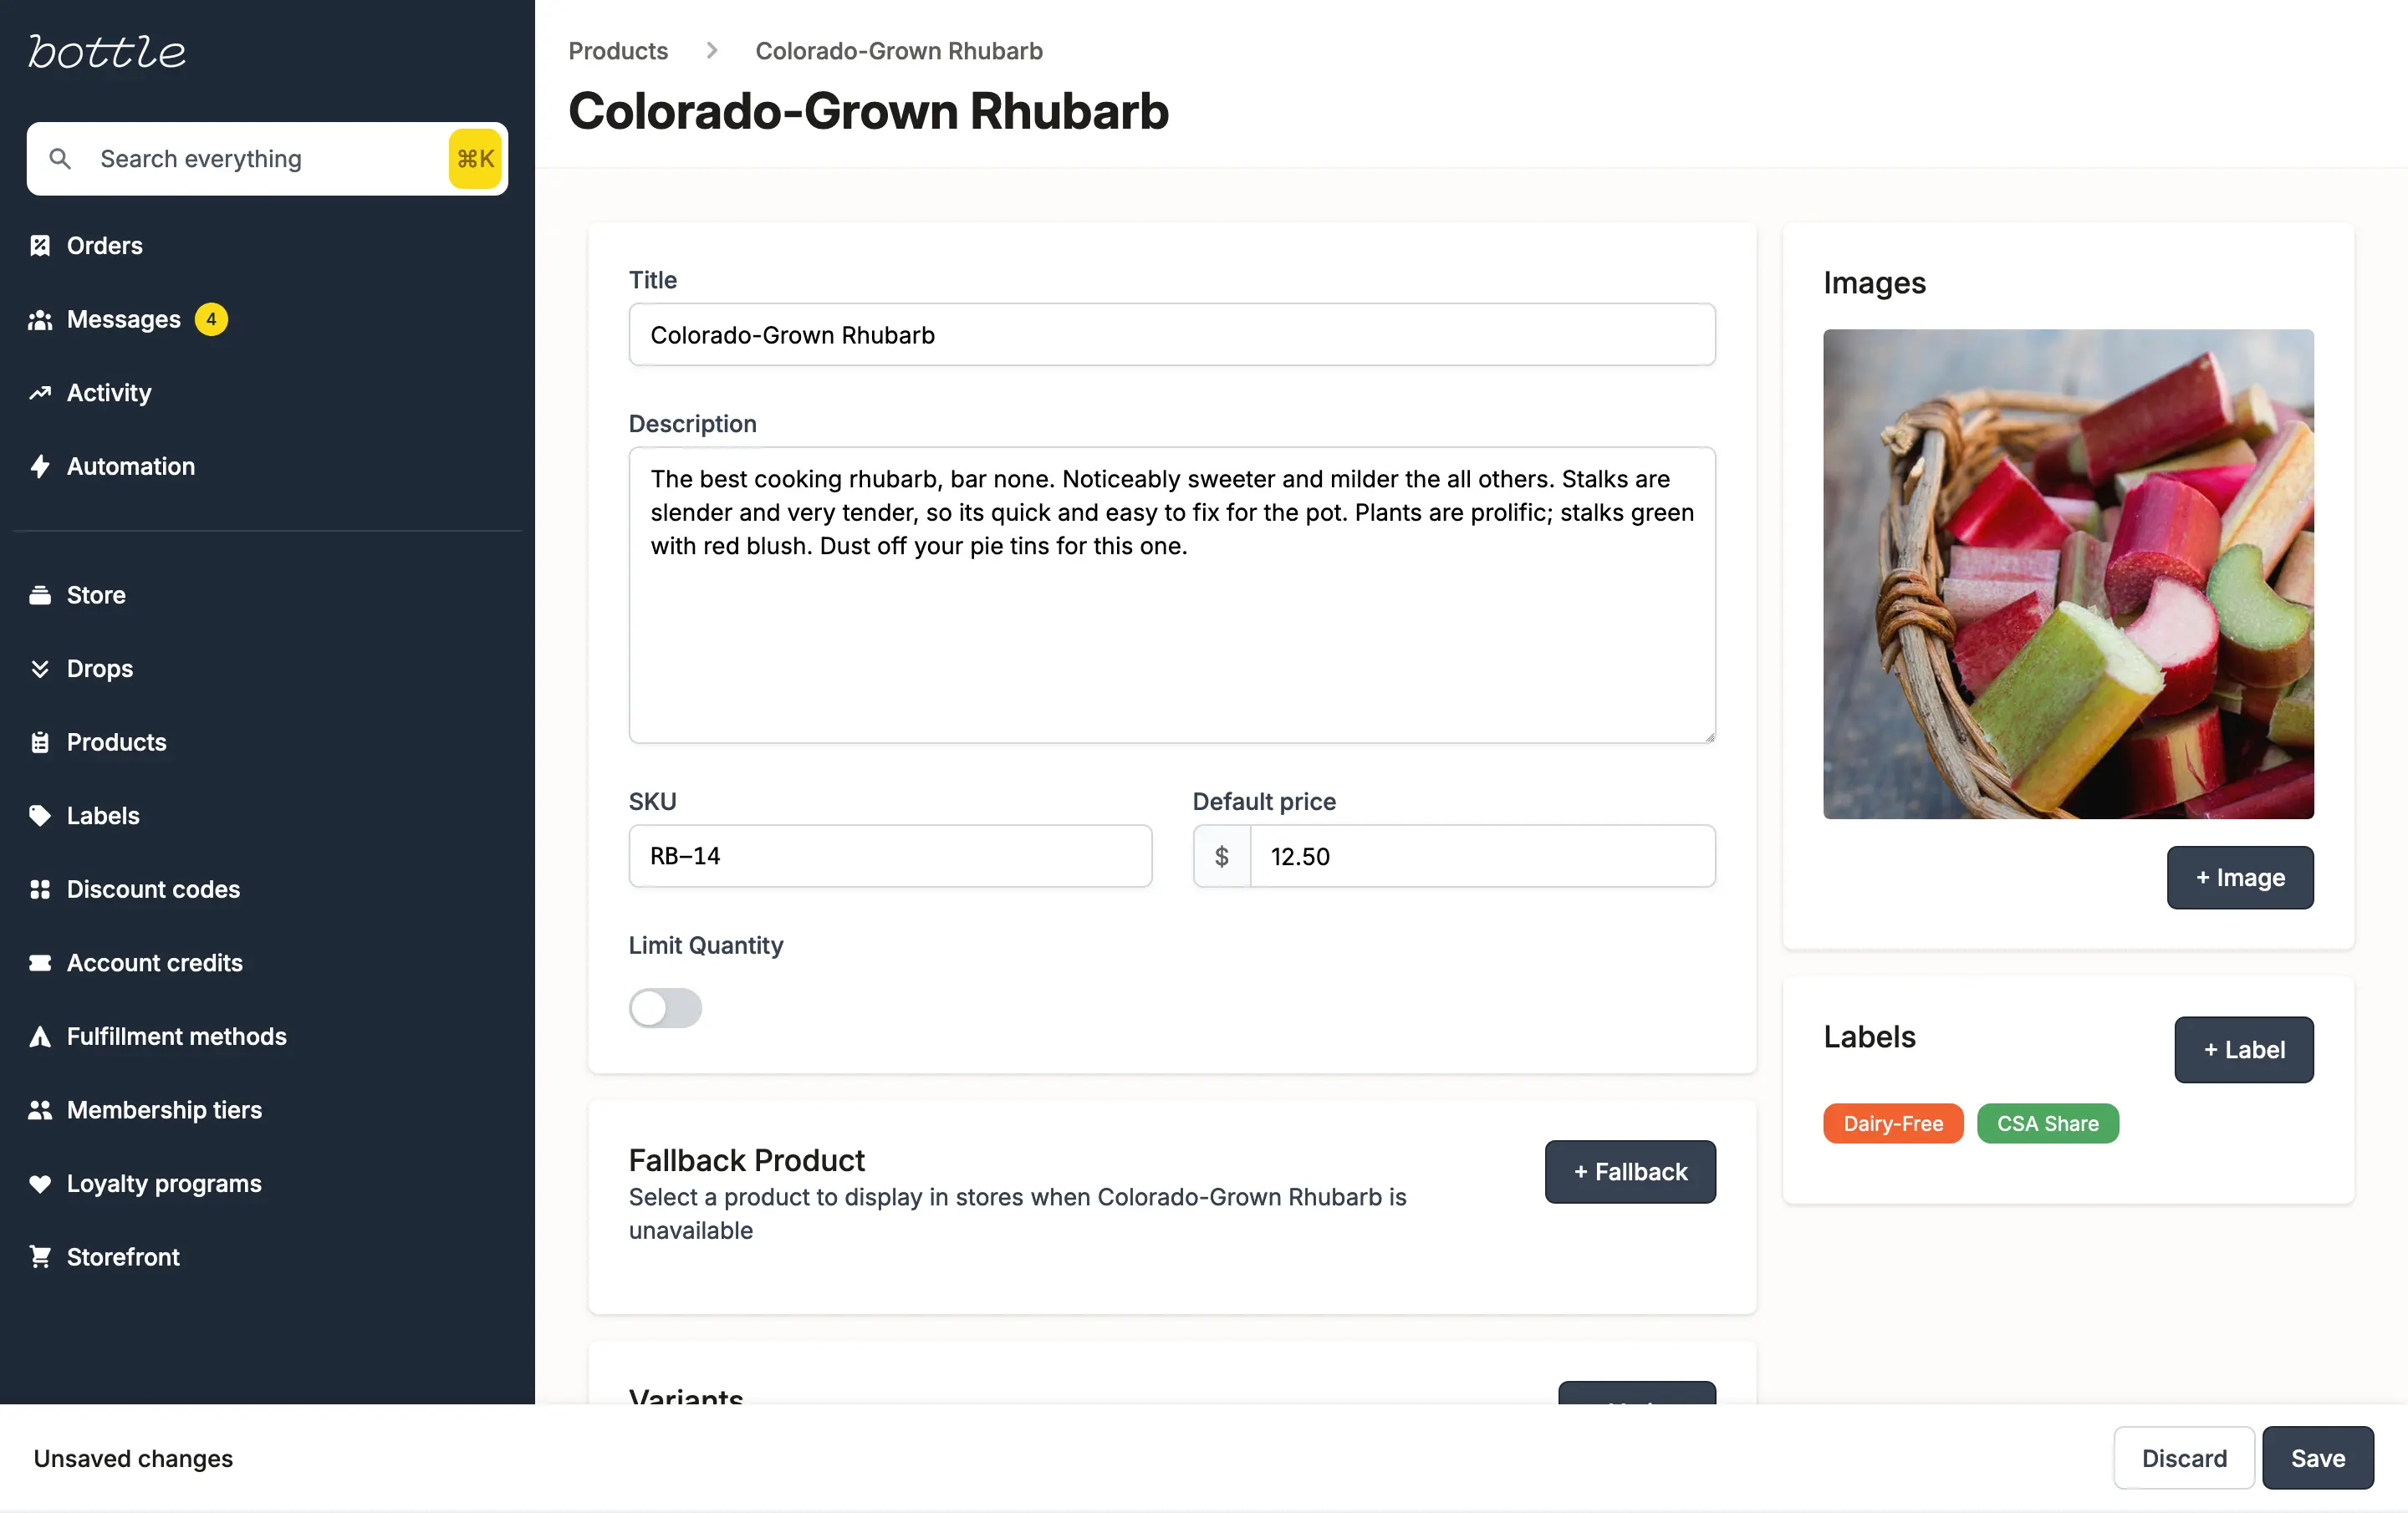 bottle
Search everything
⌘K
Orders
Messages 4
Activity
Automation
Store
Drops
Products
Labels
Discount codes
Account credits
Fulfillment methods
Membership tiers
Loyalty programs
Storefront
Products > Colorado-Grown Rhubarb
Colorado-Grown Rhubarb
Title
Colorado-Grown Rhubarb
Description
The best cooking rhubarb, bar none. Noticeably sweeter and milder the all others. Stalks are
slender and very tender, so its quick and easy to fix for the pot. Plants are prolific; stalks green
with red blush. Dust off your pie tins for this one.
SKU
RB-14
Default price
$ 12.50
Limit Quantity
Fallback Product
Select a product to display in stores when Colorado-Grown Rhubarb is
unavailable
+ Fallback
Variants
Images
+ Image
Labels
+ Label
Dairy-Free
CSA Share
Unsaved changes
Discard
Save